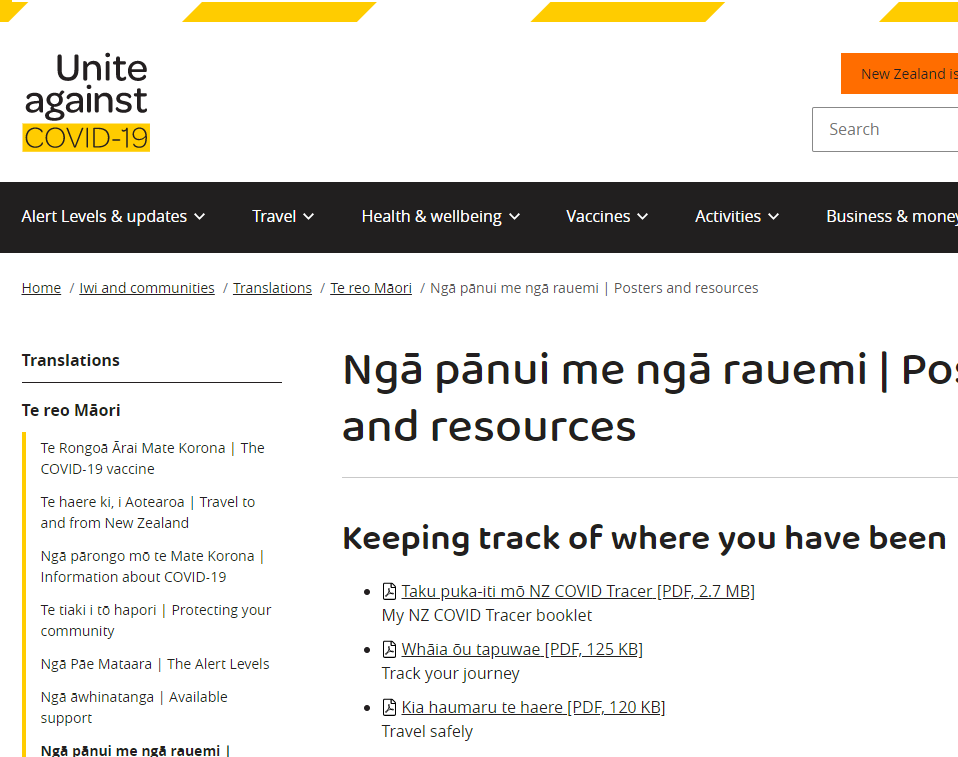 Unite
against
COVID-19
New Zealand is
Search
Alert Levels & updates Travel Health & wellbeing Vaccines Activities Business & money
Home / Iwi and communities / Translations / Te reo Māori / Ngā pānui me ngā rauemi | Posters and resources
Translations
Te reo Māori
Te Rongoā Ārai Mate Korona | The
COVID-19 vaccine
Te haere ki, i Aotearoa | Travel to
and from New Zealand
Ngā pārongo mō te Mate Korona |
Information about COVID-19
Te tiaki i tō hapori | Protecting your
community
Ngā Pāe Mataara | The Alert Levels
Ngā āwhinatanga | Available
support
Ngā pānui me ngā rauemi |
Ngā pānui me ngā rauemi | Pos
and resources
Keeping track of where you have been
Taku puka-iti mō NZ COVID Tracer [PDF, 2.7 MB]
My NZ COVID Tracer booklet
Whāia ōu tapuwae [PDF, 125 KB]
Track your journey
Kia haumaru te haere [PDF, 120 KB]
Travel safely